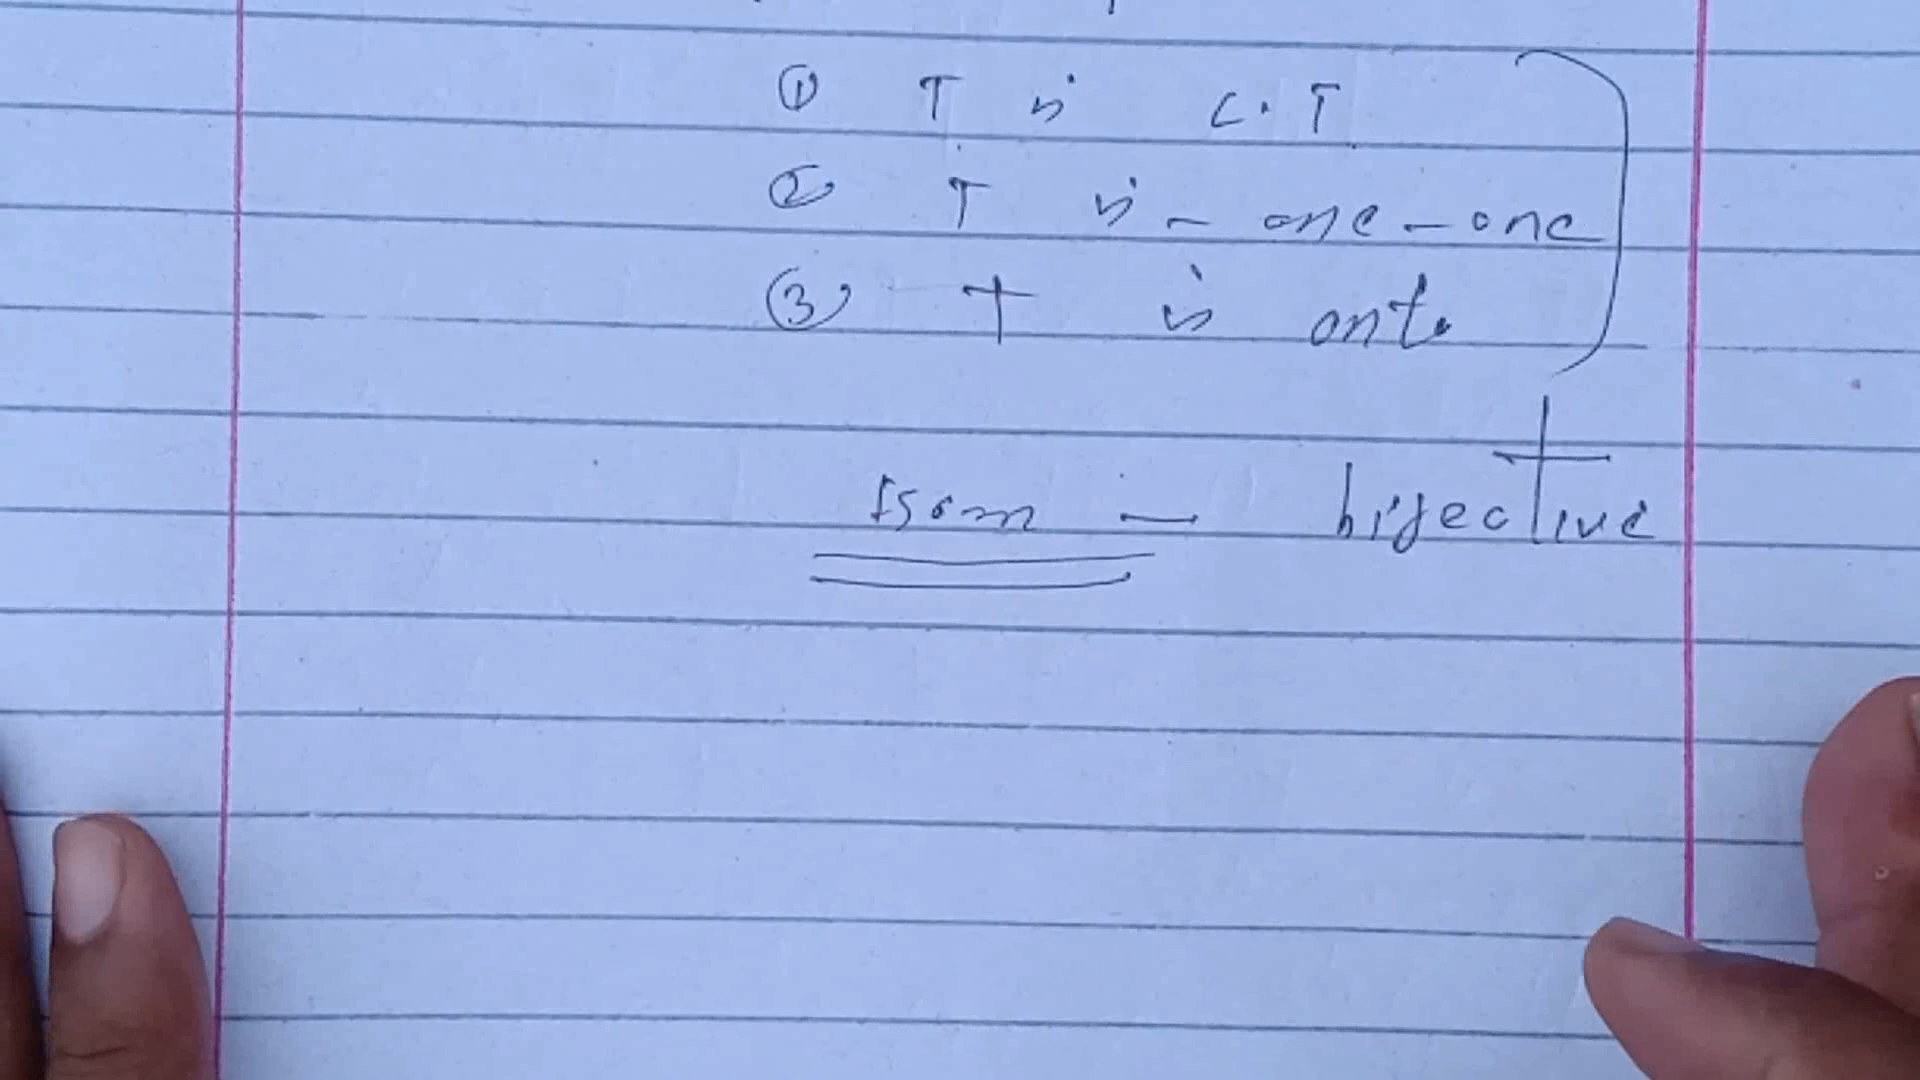 ① T is L.T
② T is - one-one
③ T is onto
Isom - bijective